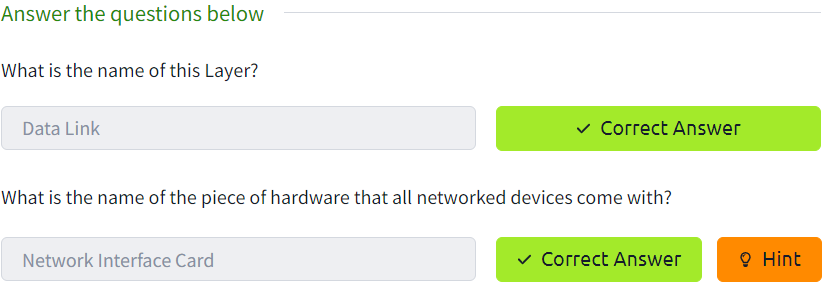 Answer the questions below
What is the name of this Layer?
Data Link
Correct Answer
What is the name of the piece of hardware that all networked devices come with?
Network Interface Card
Correct Answer
Hint